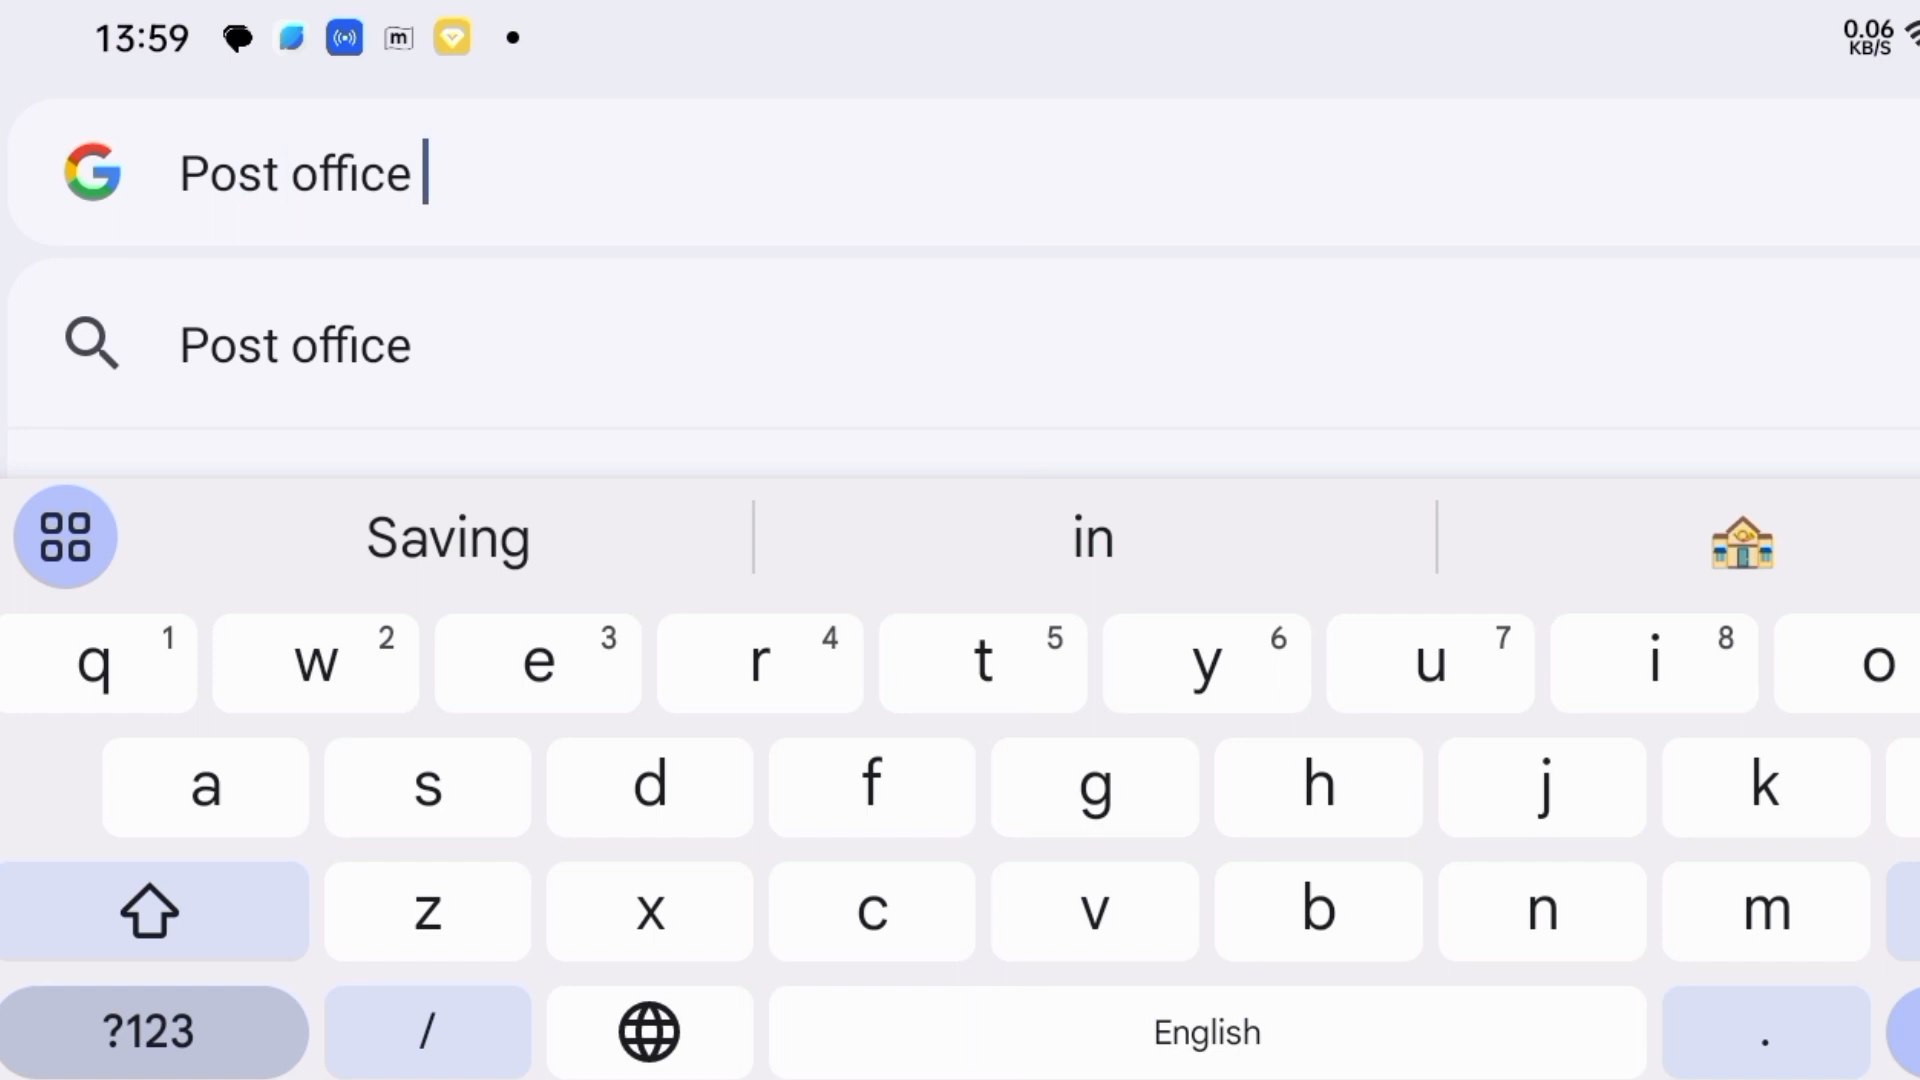 13:59 m 0.06
KB/S
Post office
Post office
Saving in
q 1 w 2 e 3 r 4 t 5 y 6 u 7 i 8 o
a s d f g h j k
z x c v b n m
?123 / English .